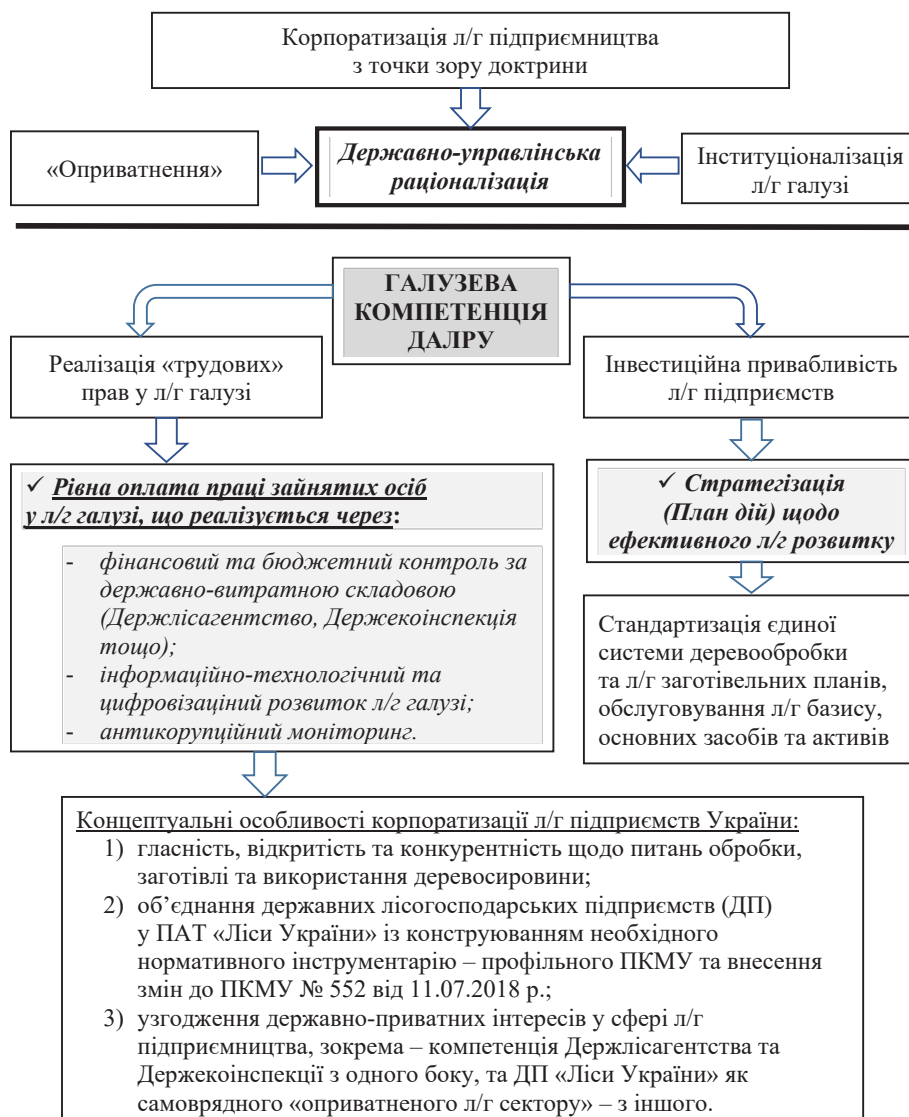 Корпоратизація л/г підприємництва
з точки зору доктрини
«Оприватнення»
Державно-управлінська
раціоналізація
Інституціоналізація
л/г галузі
ГАЛУЗЕВА
КОМПЕТЕНЦІЯ
ДАЛРУ
Реалізація «трудових»
прав у л/г галузі
Інвестиційна привабливість
л/г підприємств
✓ Рівна оплата праці зайнятих осіб
у л/г галузі, що реалізується через:
- фінансовий та бюджетний контроль за
державно-витратною складовою
(Держлісагентство, Держекоінспекція
тощо);
- інформаційно-технологічний та
цифровізаціний розвиток л/г галузі;
- антикорупційний моніторинг.
✓ Стратегізація
(План дій) щодо
ефективного л/г розвитку
Стандартизація єдиної
системи деревообробки
та л/г заготівельних планів,
обслуговування л/г базису,
основних засобів та активів
Концептуальні особливості корпоратизації л/г підприємств України:
1) гласність, відкритість та конкурентність щодо питань обробки,
заготівлі та використання деревосировини;
2) об’єднання державних лісогосподарських підприємств (ДП)
у ПАТ «Ліси України» із конструюванням необхідного
нормативного інструментарію – профільного ПКМУ та внесення
змін до ПКМУ № 552 від 11.07.2018 р.;
3) узгодження державно-приватних інтересів у сфері л/г
підприємництва, зокрема – компетенція Держлісагентства та
Держекоінспекції з одного боку, та ДП «Ліси України» як
самоврядного «оприватненого л/г сектору» – з іншого.